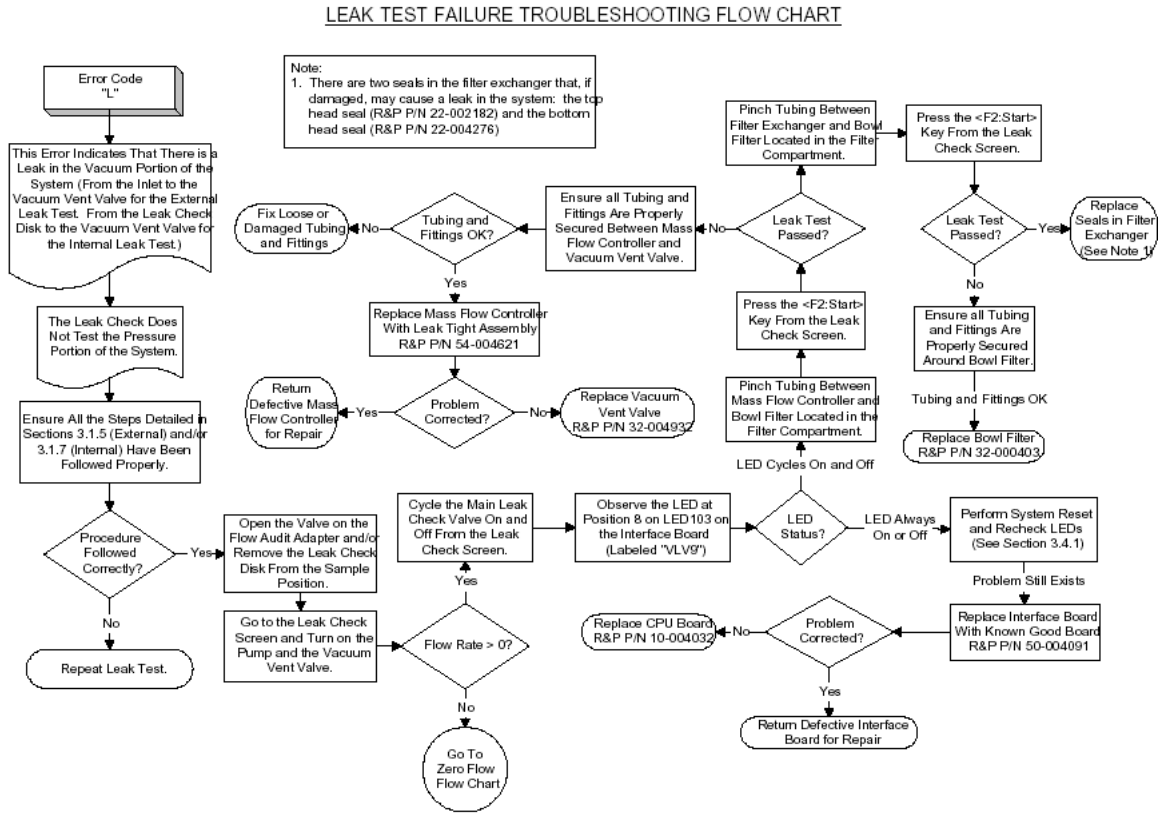 LEAK TEST FAILURE TROUBLESHOOTING FLOW CHART
Error Code
"L"
This Error Indicates That There is a
Leak in the Vacuum Portion of the
System (From the Inlet to the
Vacuum Vent Valve for the External
Leak Test. From the Leak Check
Disk to the Vacuum Vent Valve for
the Internal Leak Test.)
The Leak Check Does
Not Test the Pressure
Portion of the System.
Ensure All the Steps Detailed in
Sections 3.1.5 (External) and/or
3.1.7 (Internal) Have Been
Followed Properly.
Procedure
Followed
Correctly?
Yes
No
Repeat Leak Test.
Open the Valve on the
Flow Audit Adapter and/or
Remove the Leak Check
Disk From the Sample
Position.
Go to the Leak Check
Screen and Turn on the
Pump and the Vacuum
Vent Valve.
Flow Rate > 0?
No
Go To
Zero Flow
Flow Chart
Yes
Cycle the Main Leak
Check Valve On and
Off From the Leak
Check Screen.
Observe the LED at
Position 8 on LED103 on
the Interface Board
(Labeled "VLV9")
LED
Status?
LED Always
On or Off
Perform System Reset
and Recheck LEDs
(See Section 3.4.1)
Problem Still Exists
Replace Interface Board
With Known Good Board
R&P P/N 50-004091
Problem
Corrected?
No
Replace CPU Board
R&P P/N 10-004032
Yes
Return Defective Interface
Board for Repair
LED Cycles On and Off
Pinch Tubing Between
Mass Flow Controller and
Bowl Filter Located in the
Filter Compartment.
Press the <F2:Start>
Key From the Leak
Check Screen.
Leak Test
Passed?
No
Ensure all Tubing and
Fittings Are Properly
Secured Between Mass
Flow Controller and
Vacuum Vent Valve.
Tubing and
Fittings OK?
No
Fix Loose or
Damaged Tubing
and Fittings
Yes
Replace Mass Flow Controller
With Leak Tight Assembly
R&P P/N 54-004621
Problem
Corrected?
Yes
Return
Defective Mass
Flow Controller
for Repair
No
Replace Vacuum
Vent Valve
R&P P/N 32-004932
Note:
1. There are two seals in the filter exchanger that, if
damaged, may cause a leak in the system: the top
head seal (R&P P/N 22-002182) and the bottom
head seal (R&P P/N 22-004276)
Pinch Tubing Between
Filter Exchanger and Bowl
Filter Located in the Filter
Compartment.
Press the <F2:Start>
Key From the Leak
Check Screen.
Leak Test
Passed?
Yes
Replace
Seals in Filter
Exchanger
(See Note 1)
No
Ensure all Tubing
and Fittings Are
Properly Secured
Around Bowl Filter.
Tubing and Fittings OK
Replace Bowl Filter
R&P P/N 32-000403